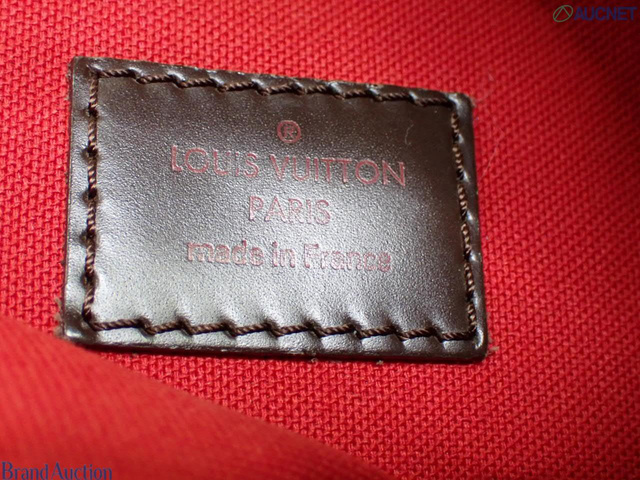 AUCNET
®
LOUIS VUITTON
PARIS
made in France
Brand Auction